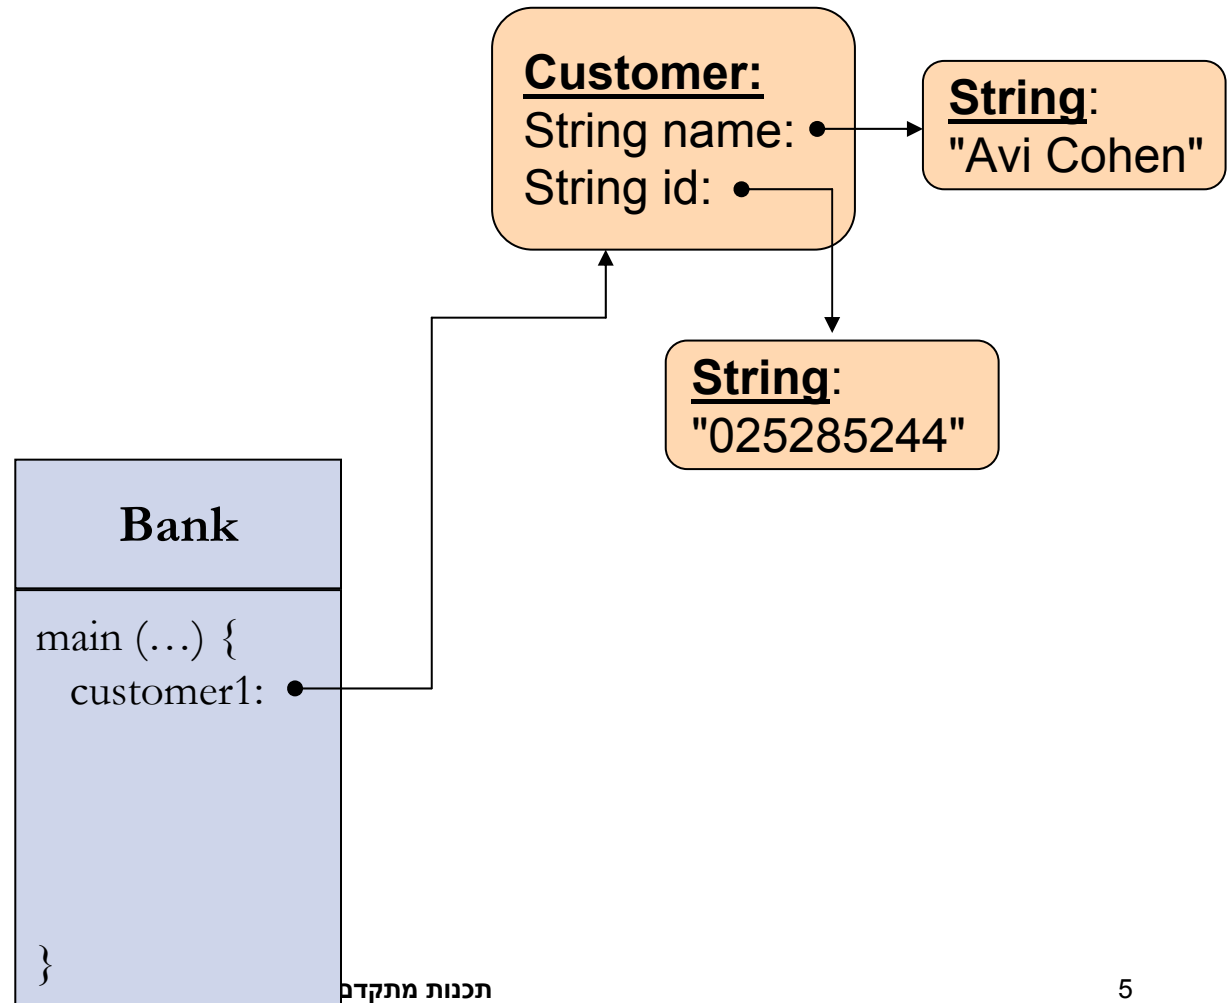 Customer:
String name:
String id:
String:
"Avi Cohen"
String:
"025285244"
Bank
main (…) {
customer1:
}
תכנות מתקדם
5